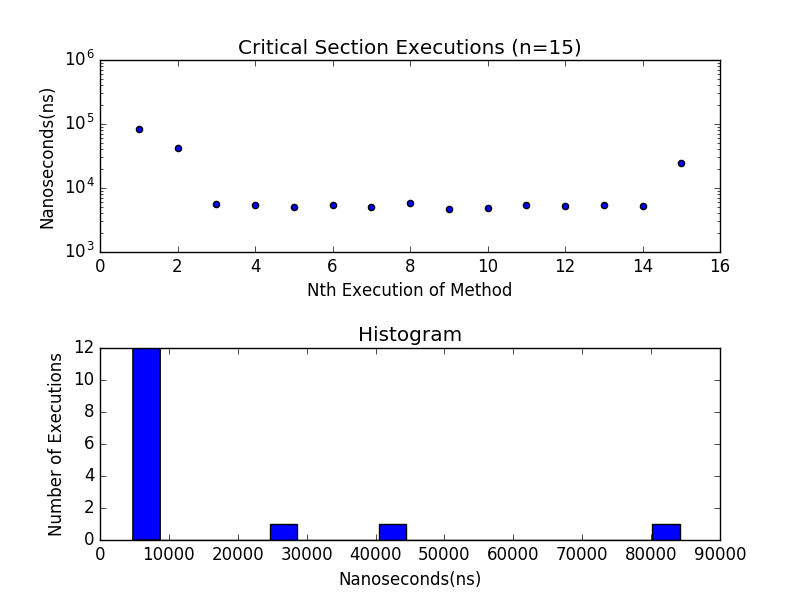 Critical Section Executions (n=15)
10^6
10^5
10^4
10^3
Nanoseconds(ns)
0 2 4 6 8 10 12 14 16
Nth Execution of Method
Histogram
12
10
8
6
4
2
0
Number of Executions
0 10000 20000 30000 40000 50000 60000 70000 80000 90000
Nanoseconds(ns)